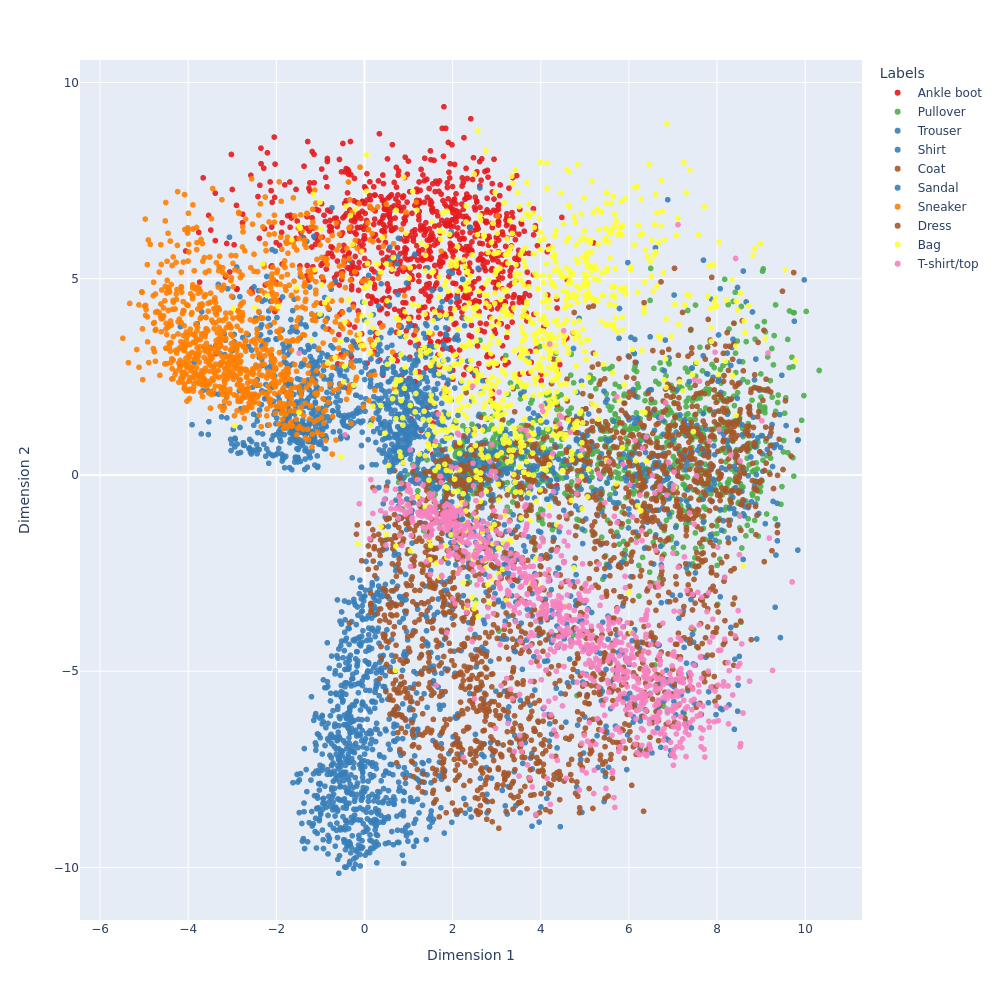 Labels
Ankle boot
Pullover
Trouser
Shirt
Coat
Sandal
Sneaker
Dress
Bag
T-shirt/top
10
5
0
−5
−10
Dimension 2
−6 −4 −2 0 2 4 6 8 10
Dimension 1